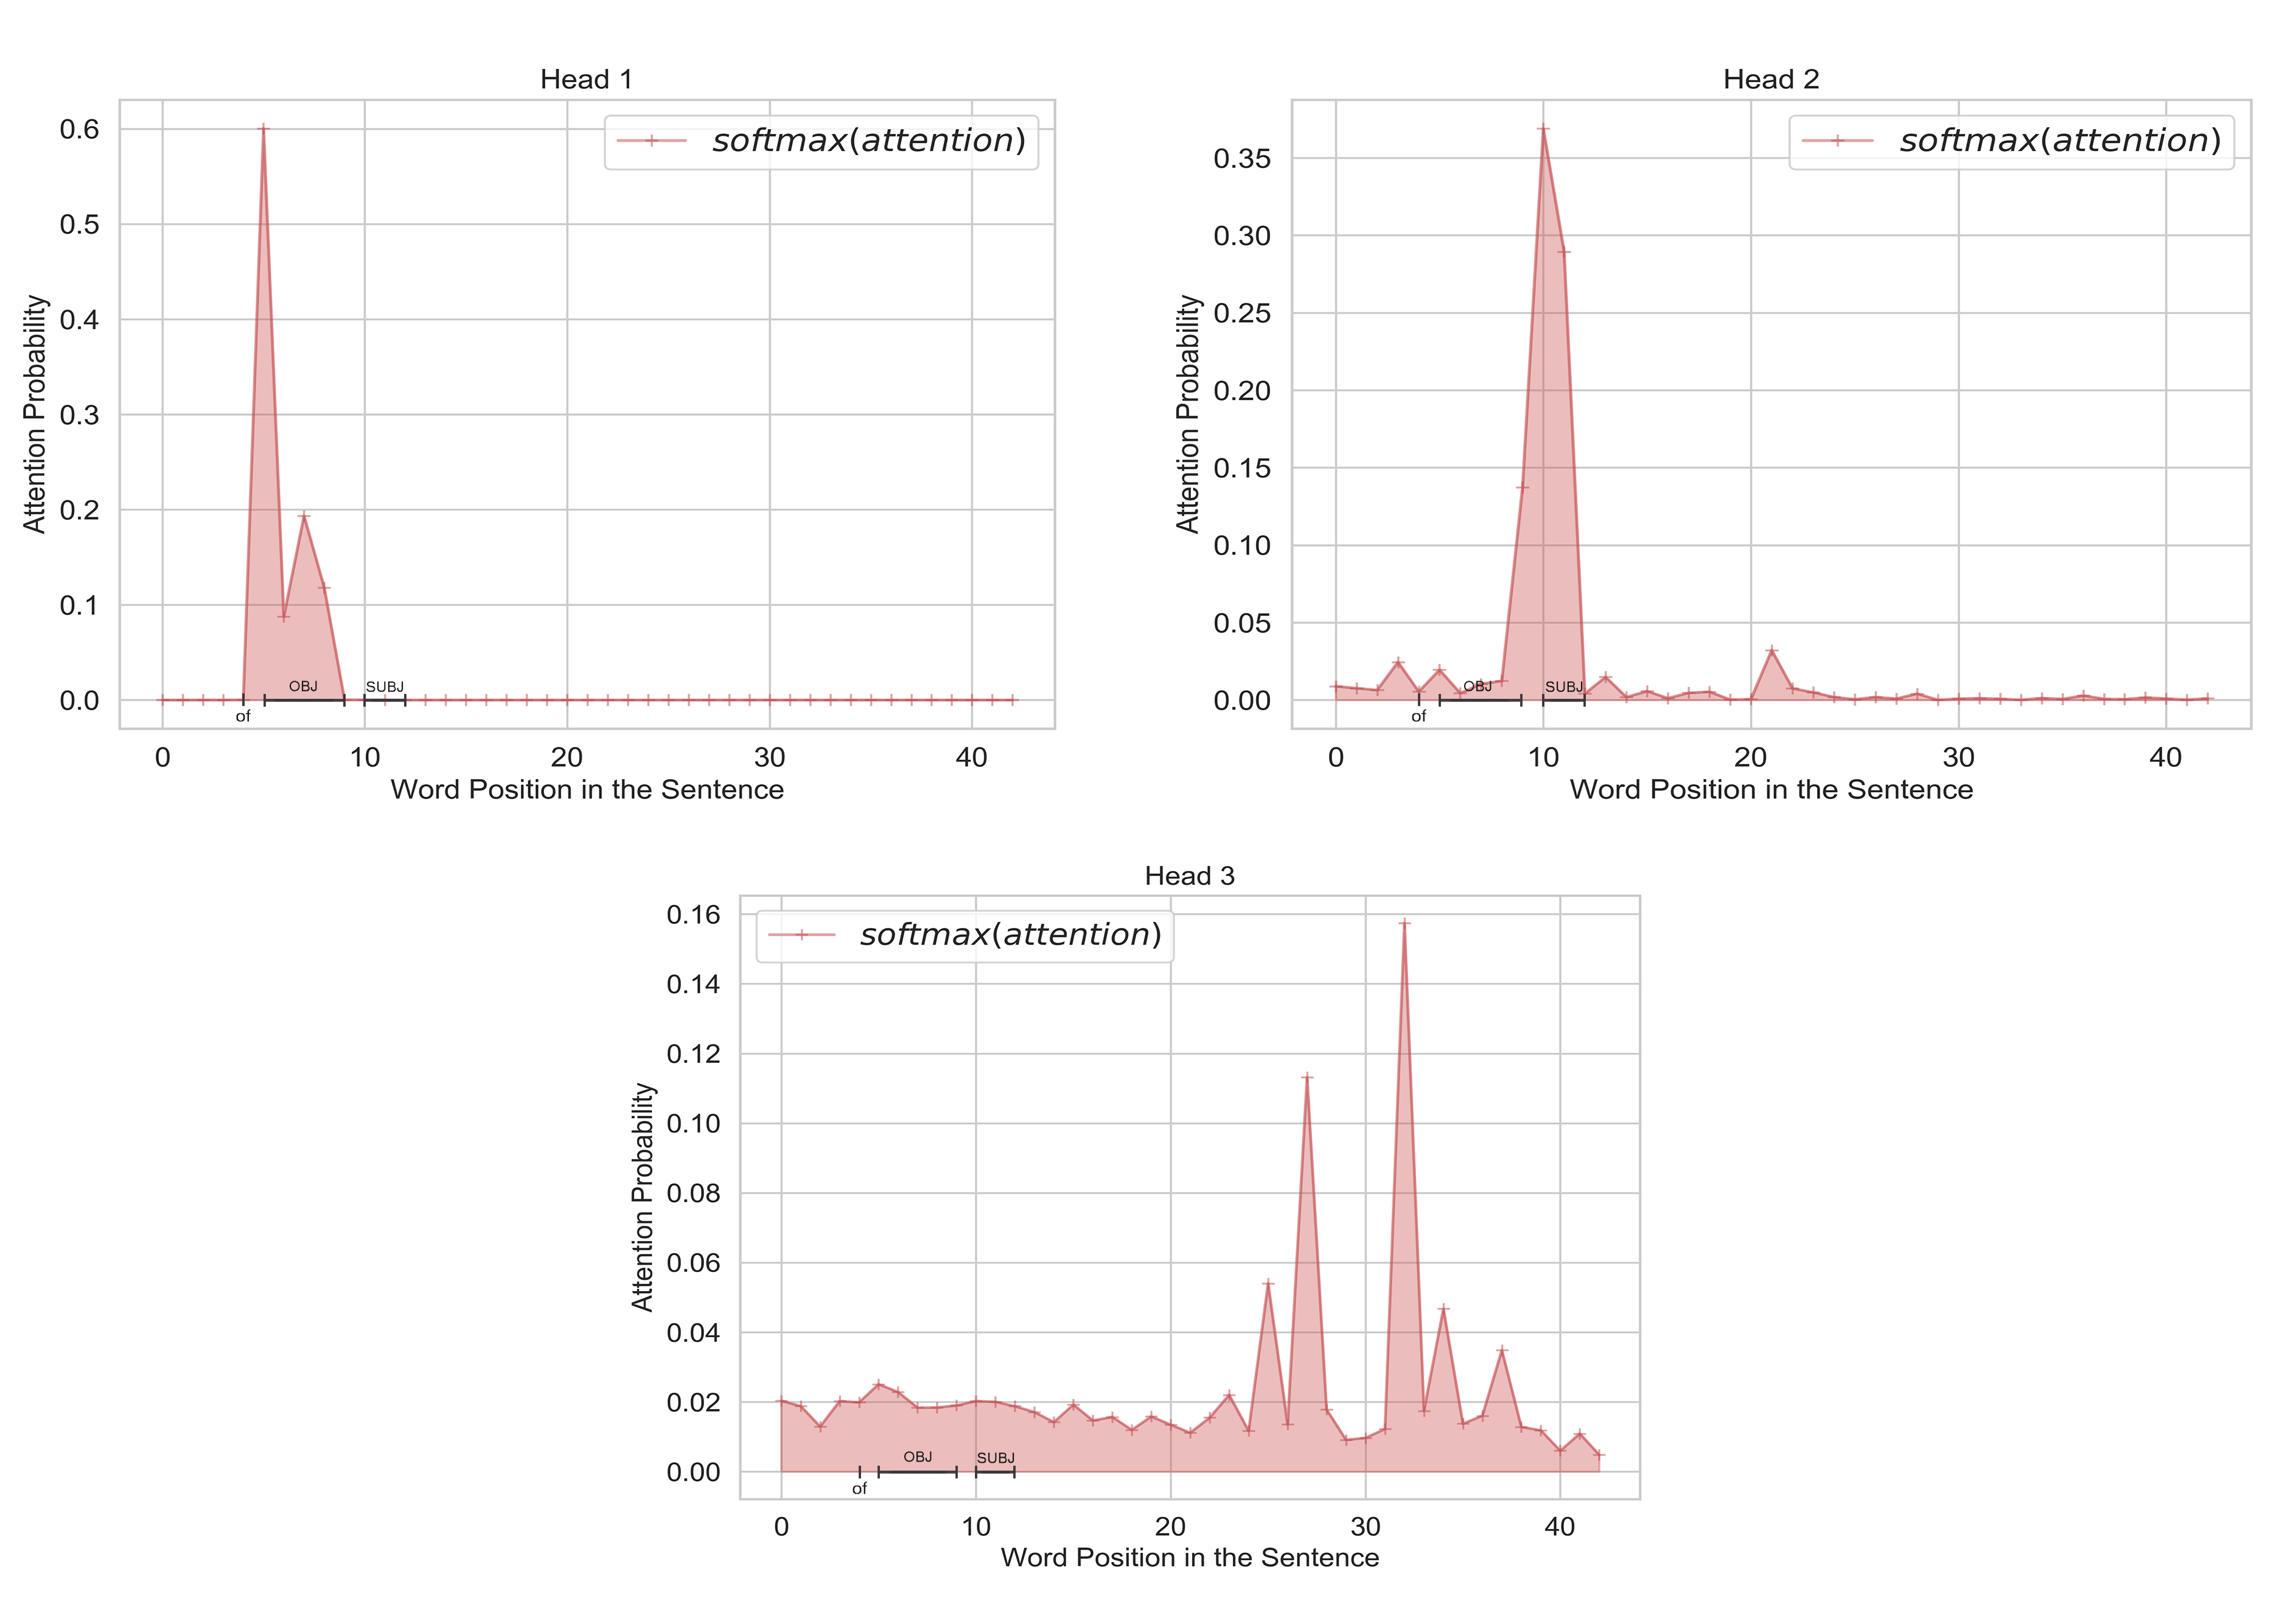 Head 1
softmax(attention)
Attention Probability
0.6
0.5
0.4
0.3
0.2
0.1
0.0
OBJ
SUBJ
of
0 10 20 30 40
Word Position in the Sentence
Head 2
softmax(attention)
Attention Probability
0.35
0.30
0.25
0.20
0.15
0.10
0.05
0.00
OBJ
SUBJ
of
0 10 20 30 40
Word Position in the Sentence
Head 3
softmax(attention)
Attention Probability
0.16
0.14
0.12
0.10
0.08
0.06
0.04
0.02
0.00
OBJ
SUBJ
of
0 10 20 30 40
Word Position in the Sentence